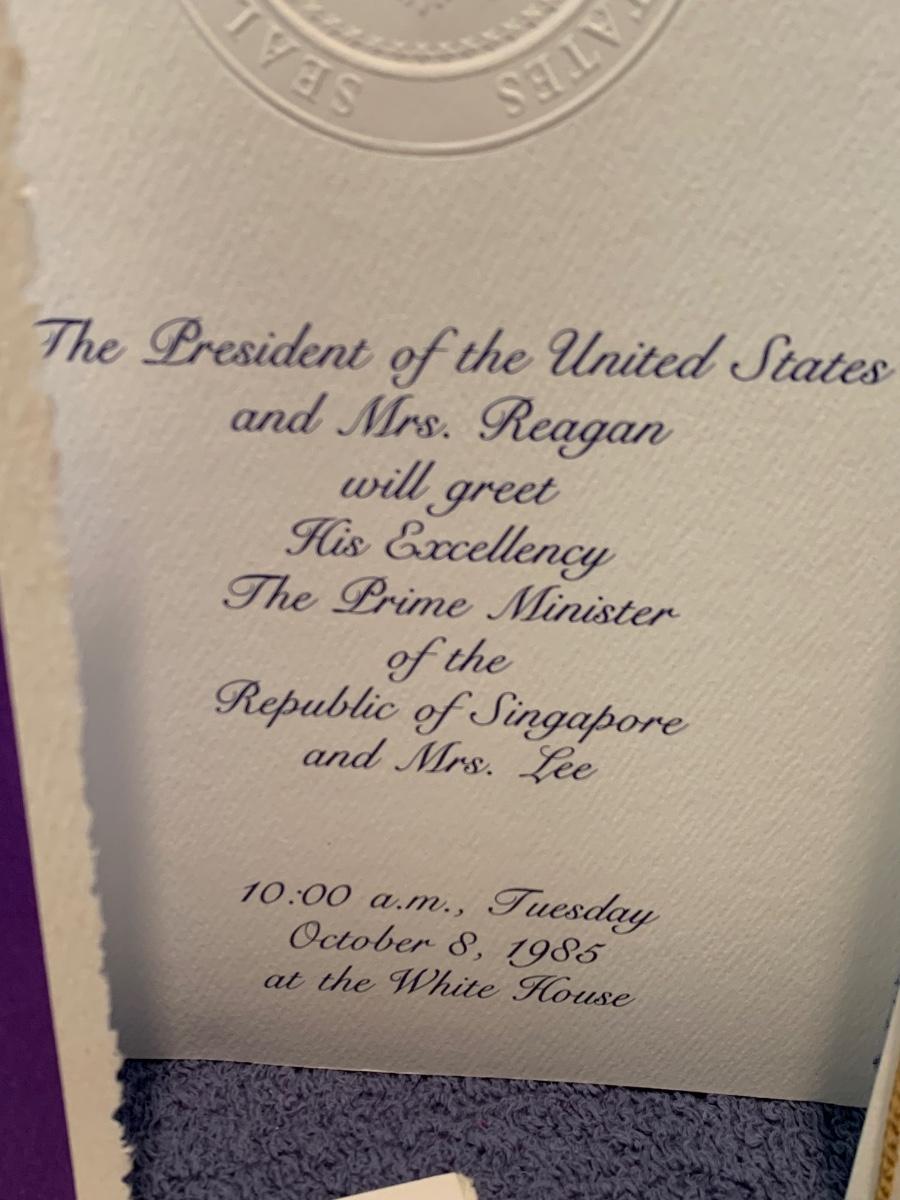 SEAL
STATES
The President of the United States
and Mrs. Reagan
will greet
His Excellency
The Prime Minister
of the
Republic of Singapore
and Mrs. Lee
10:00 a.m., Tuesday
October 8, 1985
at the White House